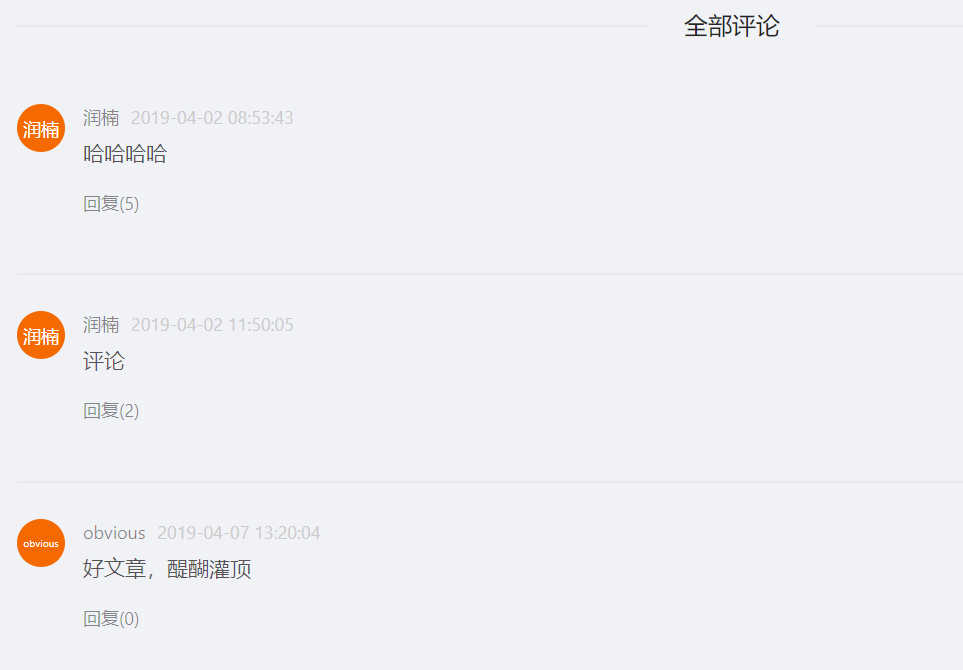 全部评论
润楠
润楠 2019-04-02 08:53:43
哈哈哈哈
回复(5)
润楠
润楠 2019-04-02 11:50:05
评论
回复(2)
obvious
obvious 2019-04-07 13:20:04
好文章，醍醐灌顶
回复(0)